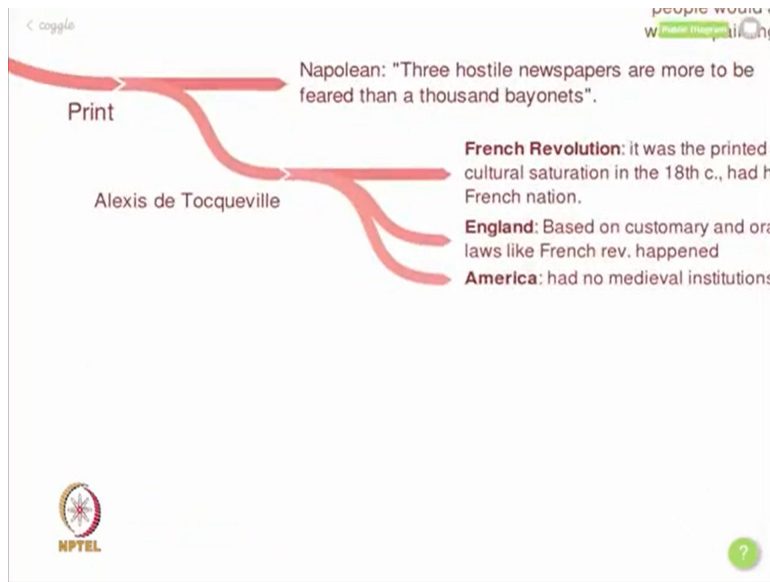 coggle
people would
Public Diagram
Napolean: "Three hostile newspapers are more to be
feared than a thousand bayonets".
Print
French Revolution: it was the printed
cultural saturation in the 18th c., had
French nation.
Alexis de Tocqueville
England: Based on customary and
laws like French rev. happened
America: had no medieval institutions
NPTEL
?